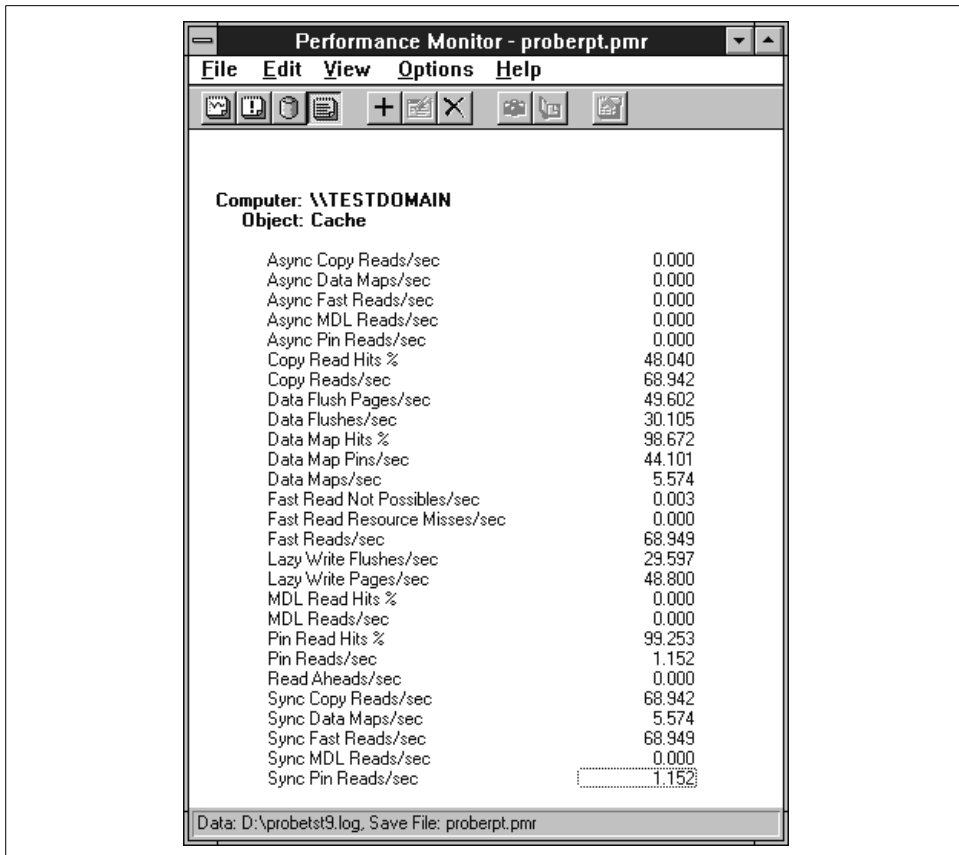 Performance Monitor - proberpt.pmr
File Edit View Options Help
Computer: \\TESTDOMAIN
Object: Cache
Async Copy Reads/sec 0.000
Async Data Maps/sec 0.000
Async Fast Reads/sec 0.000
Async MDL Reads/sec 0.000
Async Pin Reads/sec 0.000
Copy Read Hits % 48.040
Copy Reads/sec 68.942
Data Flush Pages/sec 49.602
Data Flushes/sec 30.105
Data Map Hits % 98.672
Data Map Pins/sec 44.101
Data Maps/sec 5.574
Fast Read Not Possibles/sec 0.003
Fast Read Resource Misses/sec 0.000
Fast Reads/sec 68.949
Lazy Write Flushes/sec 29.597
Lazy Write Pages/sec 48.800
MDL Read Hits % 0.000
MDL Reads/sec 0.000
Pin Read Hits % 99.253
Pin Reads/sec 1.152
Read Aheads/sec 0.000
Sync Copy Reads/sec 68.942
Sync Data Maps/sec 5.574
Sync Fast Reads/sec 68.949
Sync MDL Reads/sec 0.000
Sync Pin Reads/sec 1.152
Data: D:\probetst9.log, Save File: proberpt.pmr